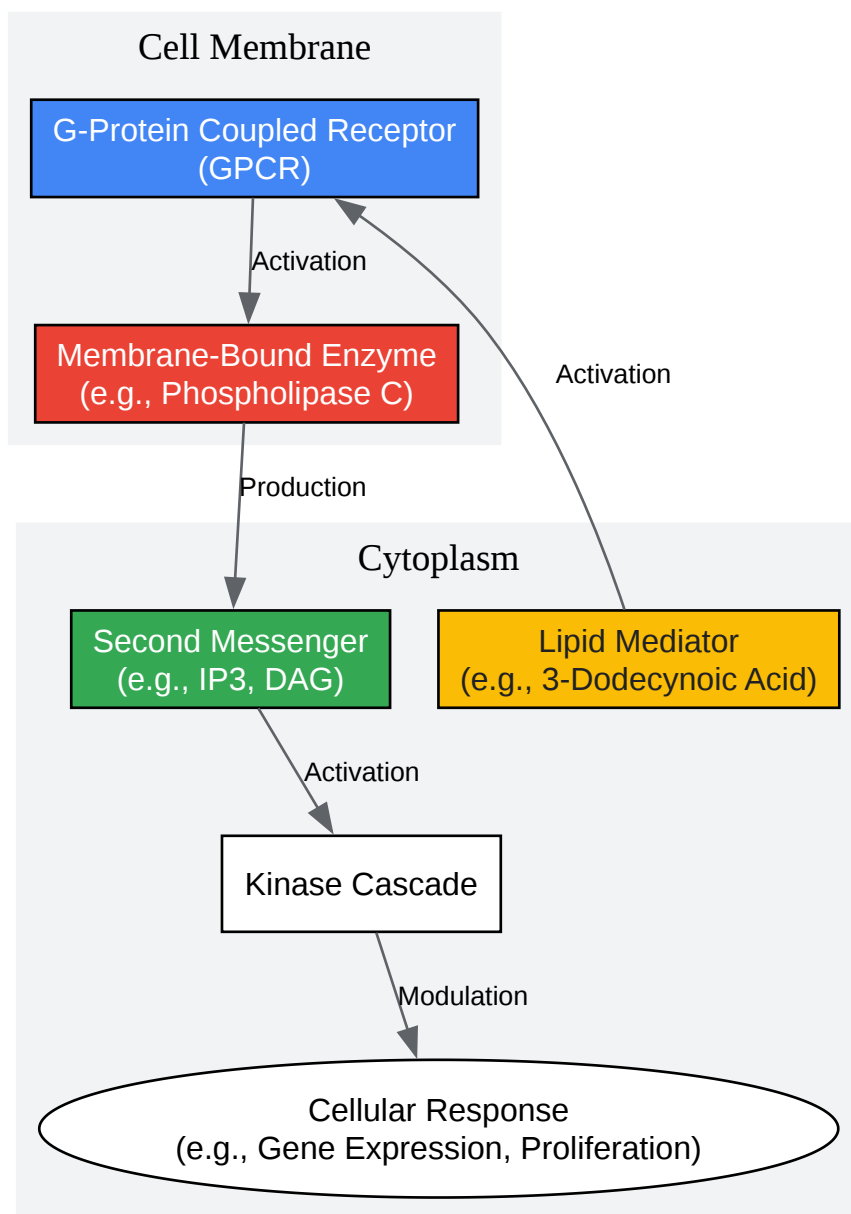 Cell Membrane
G-Protein Coupled Receptor
(GPCR)
Activation
Membrane-Bound Enzyme
(e.g., Phospholipase C)
Activation
Production
Cytoplasm
Second Messenger
(e.g., IP3, DAG)
Lipid Mediator
(e.g., 3-Dodecynoic Acid)
Activation
Kinase Cascade
Modulation
Cellular Response
(e.g., Gene Expression, Proliferation)